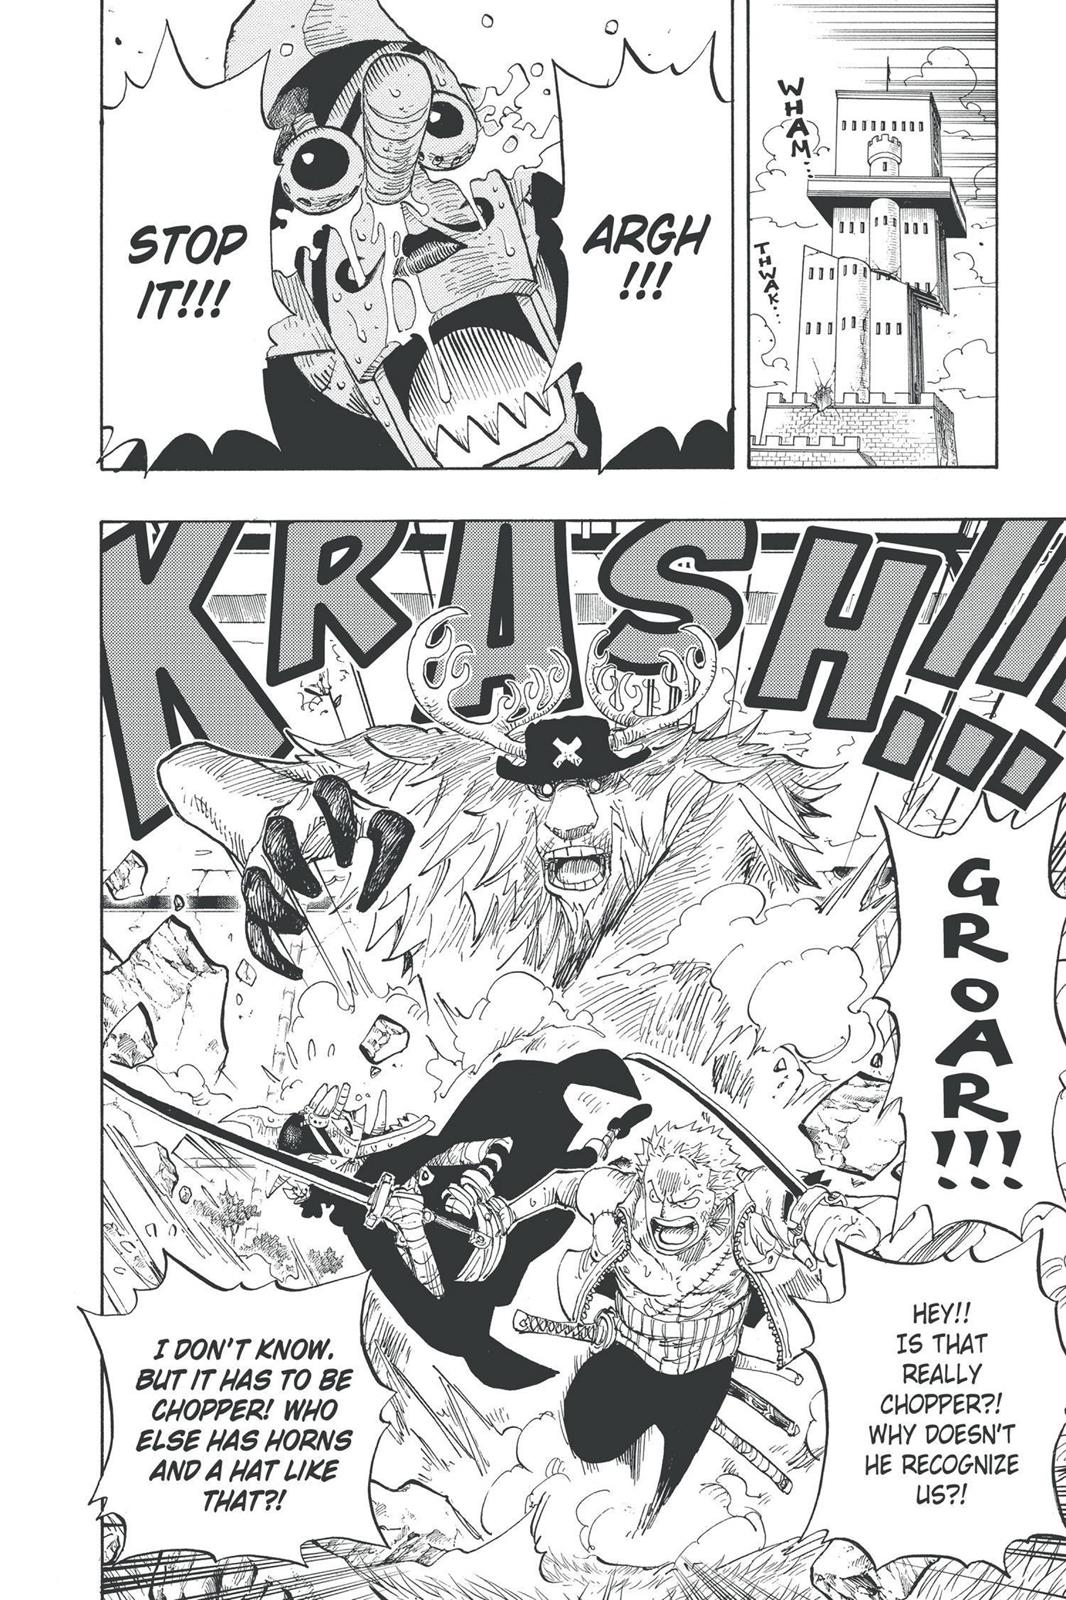 WHAM...
THWAK...
ARGH
!!!
STOP
IT!!!
KRASH!!!...
GROAR!!!
HEY!!
IS THAT
REALLY
CHOPPER?!
WHY DOESN'T
HE RECOGNIZE
US?!
I DON'T KNOW.
BUT IT HAS TO BE
CHOPPER! WHO
ELSE HAS HORNS
AND A HAT LIKE
THAT?!